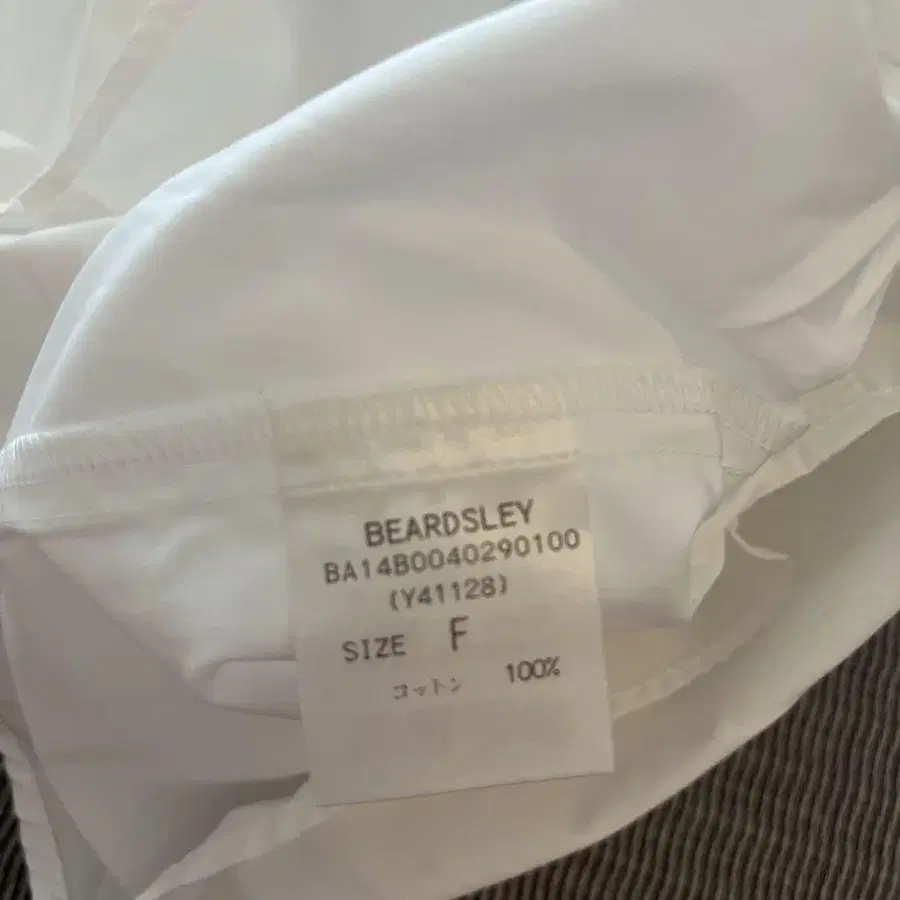 BEARDSLEY
BA14B0040290100
(Y41128)
SIZE F
コットン 100%